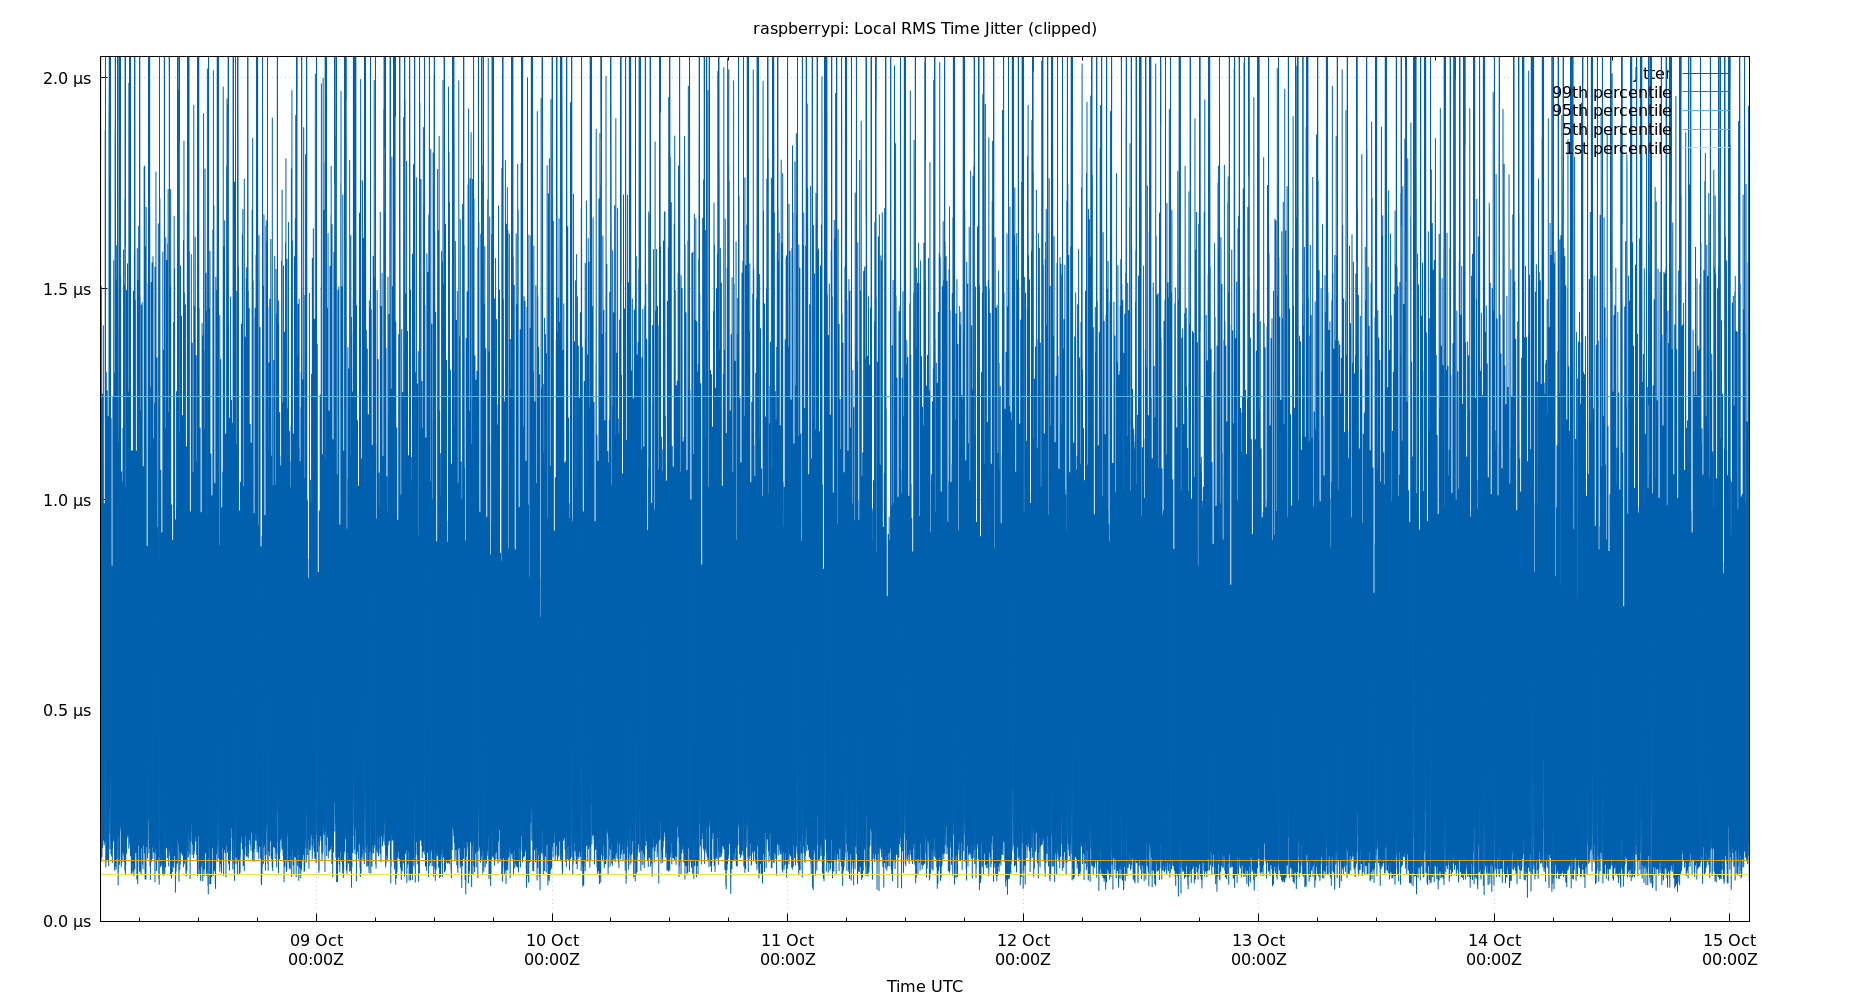 raspberrypi: Local RMS Time Jitter (clipped)
2.0 µs
1.5 µs
1.0 µs
0.5 µs
0.0 µs
jitter
99th percentile
95th percentile
5th percentile
1st percentile
09 Oct
00:00Z
10 Oct
00:00Z
11 Oct
00:00Z
12 Oct
00:00Z
13 Oct
00:00Z
14 Oct
00:00Z
15 Oct
00:00Z
Time UTC